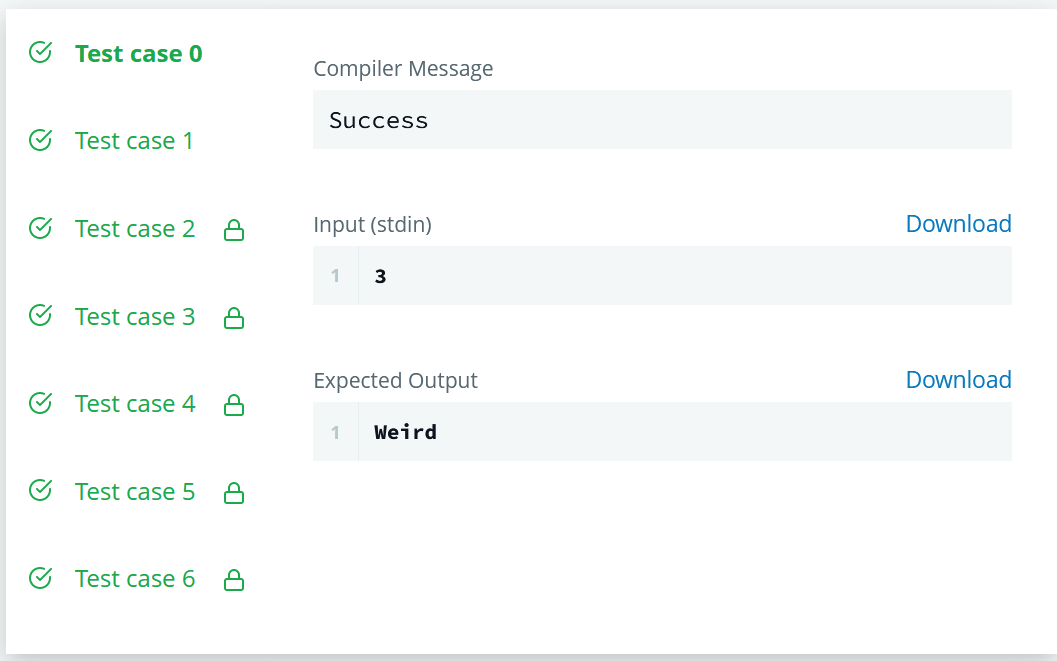 Test case 0
Test case 1
Test case 2
Test case 3
Test case 4
Test case 5
Test case 6
Compiler Message
Success
Input (stdin)
Download
1
3
Expected Output
Download
1
Weird